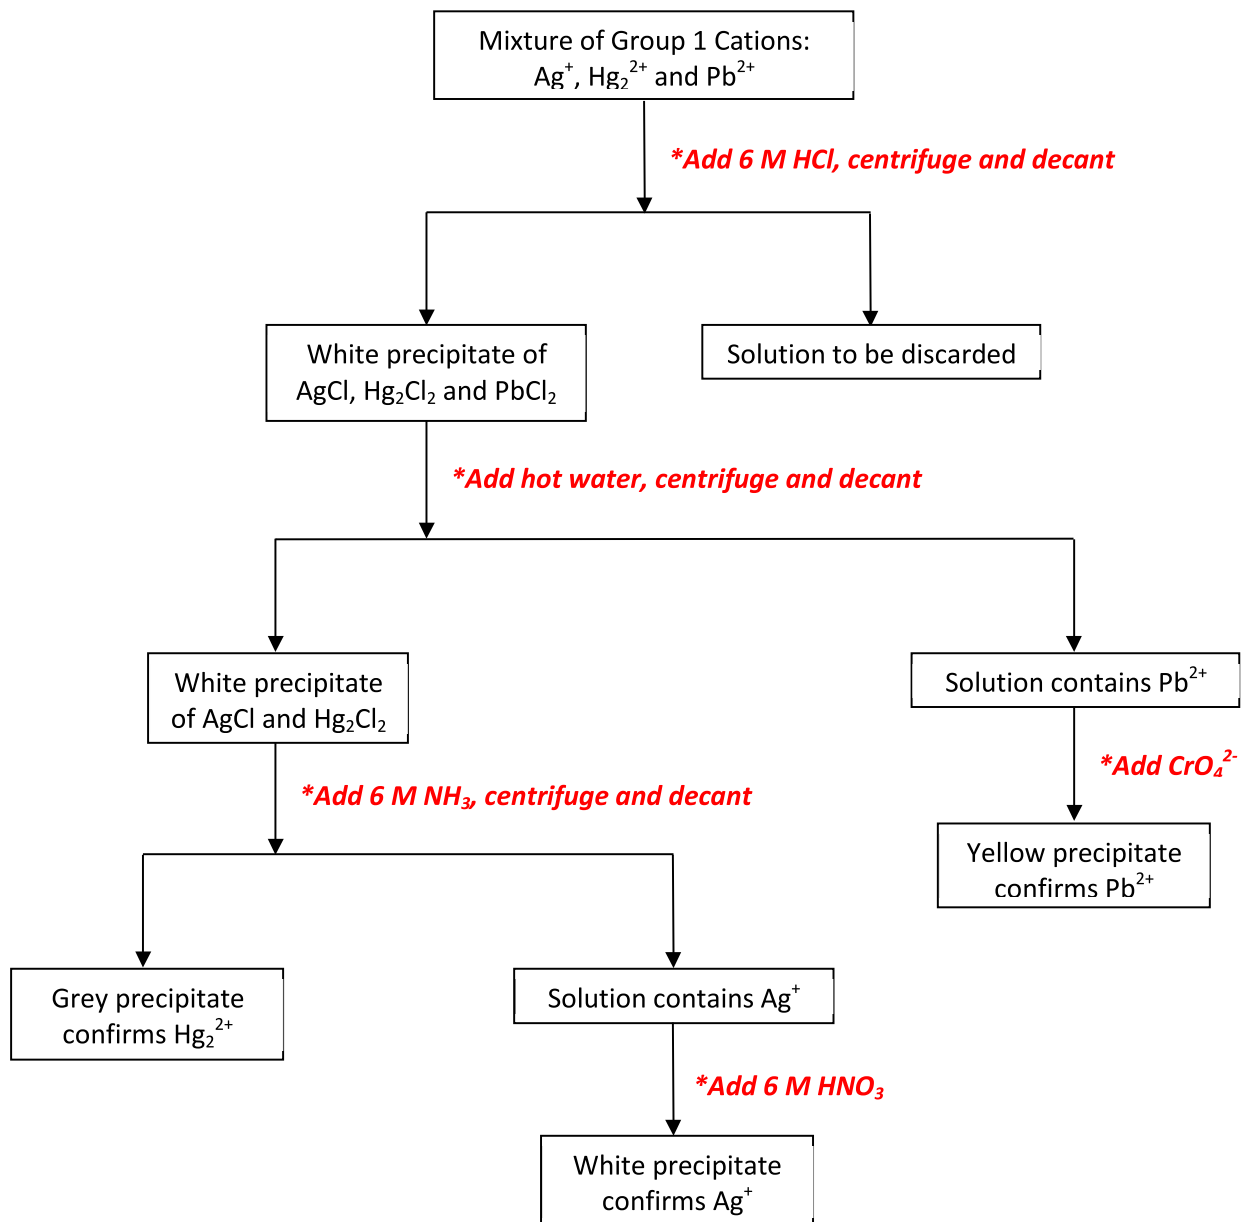 Mixture of Group 1 Cations:
Ag⁺, Hg₂²⁺ and Pb²⁺
*Add 6 M HCl, centrifuge and decant
White precipitate of
AgCl, Hg₂Cl₂ and PbCl₂
Solution to be discarded
*Add hot water, centrifuge and decant
White precipitate
of AgCl and Hg₂Cl₂
Solution contains Pb²⁺
*Add CrO₄²⁻
*Add 6 M NH₃, centrifuge and decant
Yellow precipitate
confirms Pb²⁺
Grey precipitate
confirms Hg₂²⁺
Solution contains Ag⁺
*Add 6 M HNO₃
White precipitate
confirms Ag⁺